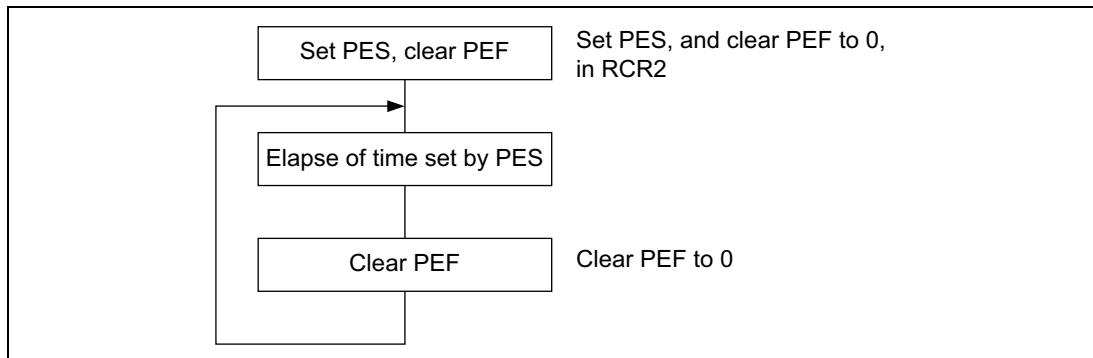 Set PES, clear PEF
Set PES, and clear PEF to 0,
in RCR2
Elapse of time set by PES
Clear PEF
Clear PEF to 0